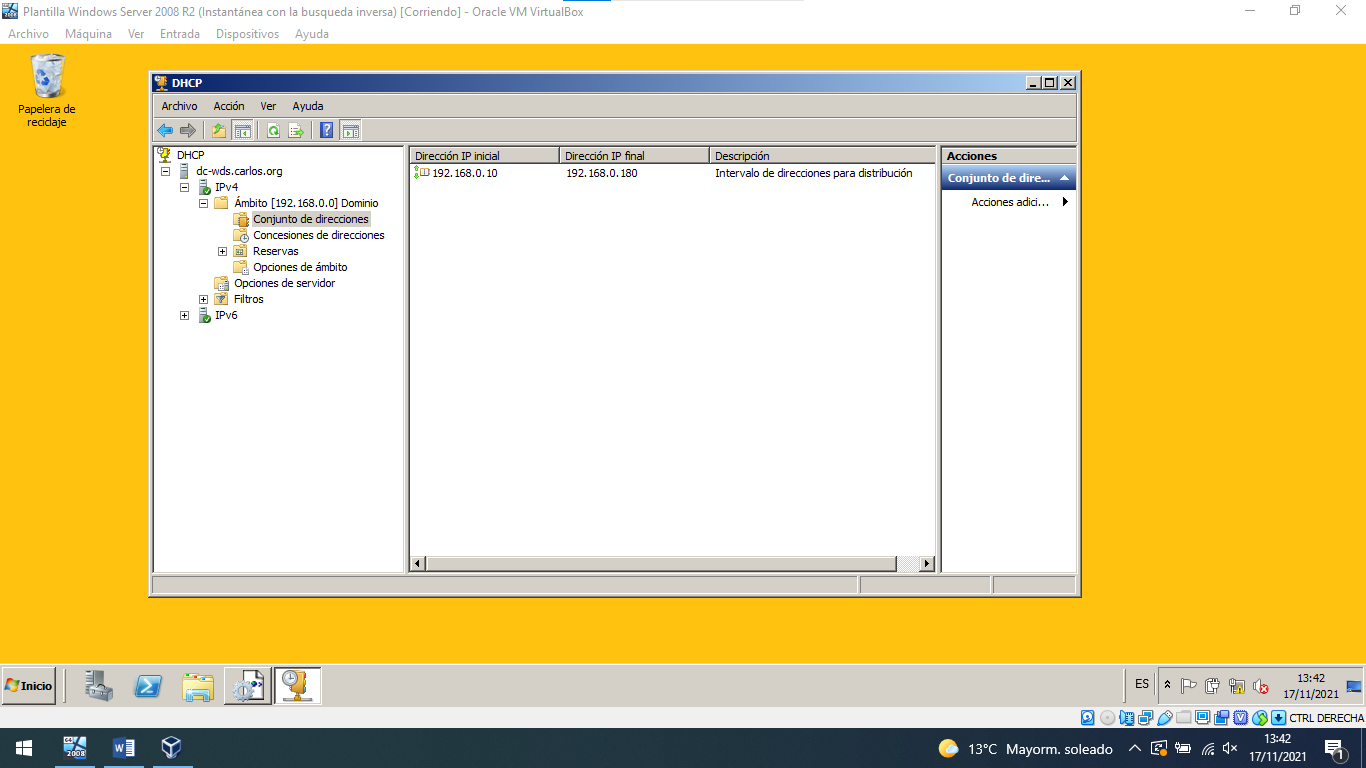 Plantilla Windows Server 2008 R2 (Instantánea con la busqueda inversa) [Corriendo] - Oracle VM VirtualBox
Archivo Máquina Ver Entrada Dispositivos Ayuda
Papelera de
reciclaje
DHCP
Archivo Acción Ver Ayuda
DHCP
dc-wds.carlos.org
IPv4
Ámbito [192.168.0.0] Dominio
Conjunto de direcciones
Concesiones de direcciones
Reservas
Opciones de ámbito
Opciones de servidor
Filtros
IPv6
Dirección IP inicial Dirección IP final Descripción
192.168.0.10 192.168.0.180 Intervalo de direcciones para distribución
Acciones
Conjunto de dire...
Acciones adici...
Inicio
ES
13:42
17/11/2021
CTRL DERECHA
2008
13°C Mayorm. soleado
13:42
17/11/2021
1